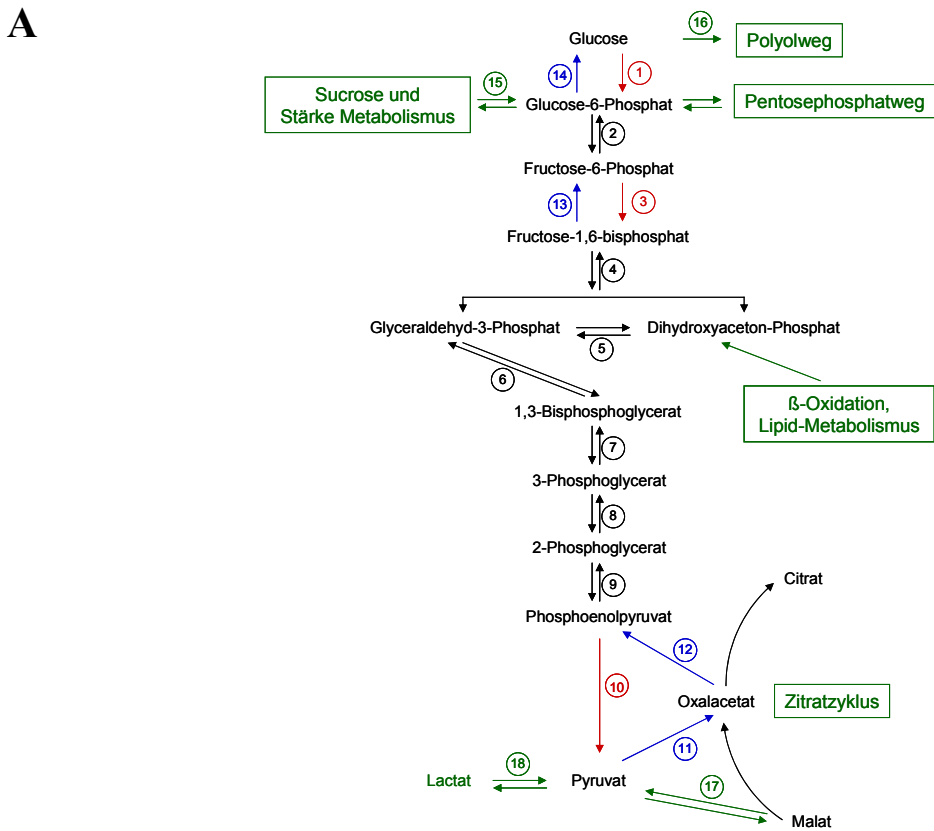 A
16
Glucose
Polyolweg
14
1
15
Sucrose und
Stärke Metabolismus
Glucose-6-Phosphat
Pentosephosphatweg
2
Fructose-6-Phosphat
13
3
Fructose-1,6-bisphosphat
4
Glyceraldehyd-3-Phosphat
Dihydroxyaceton-Phosphat
5
6
ß-Oxidation,
Lipid-Metabolismus
1,3-Bisphosphoglycerat
7
3-Phosphoglycerat
8
2-Phosphoglycerat
9
Citrat
Phosphoenolpyruvat
12
10
Oxalacetat
Zitratzyklus
11
18
Lactat
Pyruvat
17
Malat